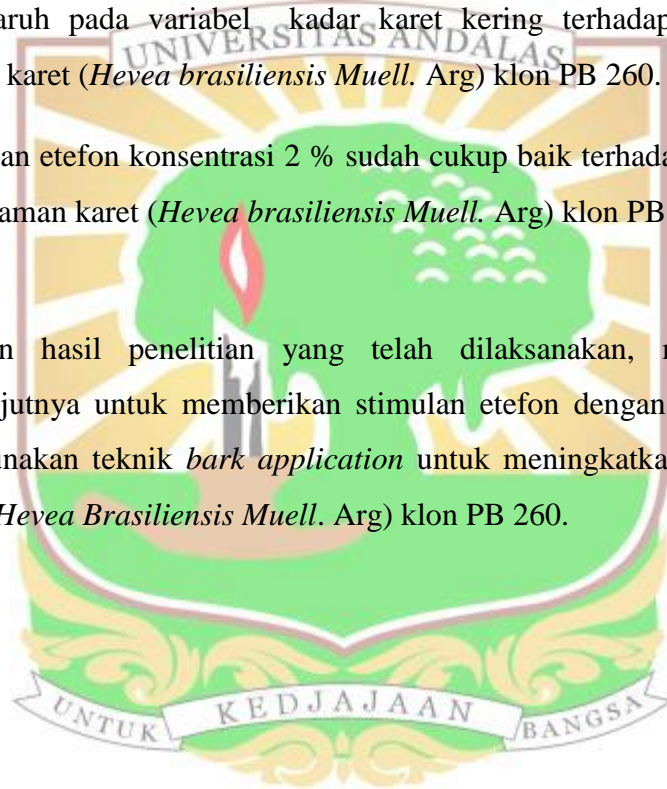 aruh pada variabel kadar karet kering terhadap
UNIVERSITAS ANDALAS
karet (Hevea brasiliensis Muell. Arg) klon PB 260.
an etefon konsentrasi 2 % sudah cukup baik terhada
aman karet (Hevea brasiliensis Muell. Arg) klon PB
n hasil penelitian yang telah dilaksanakan,
jutnya untuk memberikan stimulan etefon dengan
unakan teknik bark application untuk meningkatka
Hevea Brasiliensis Muell. Arg) klon PB 260.
UNTUK KEDJAJAAN BANGSA